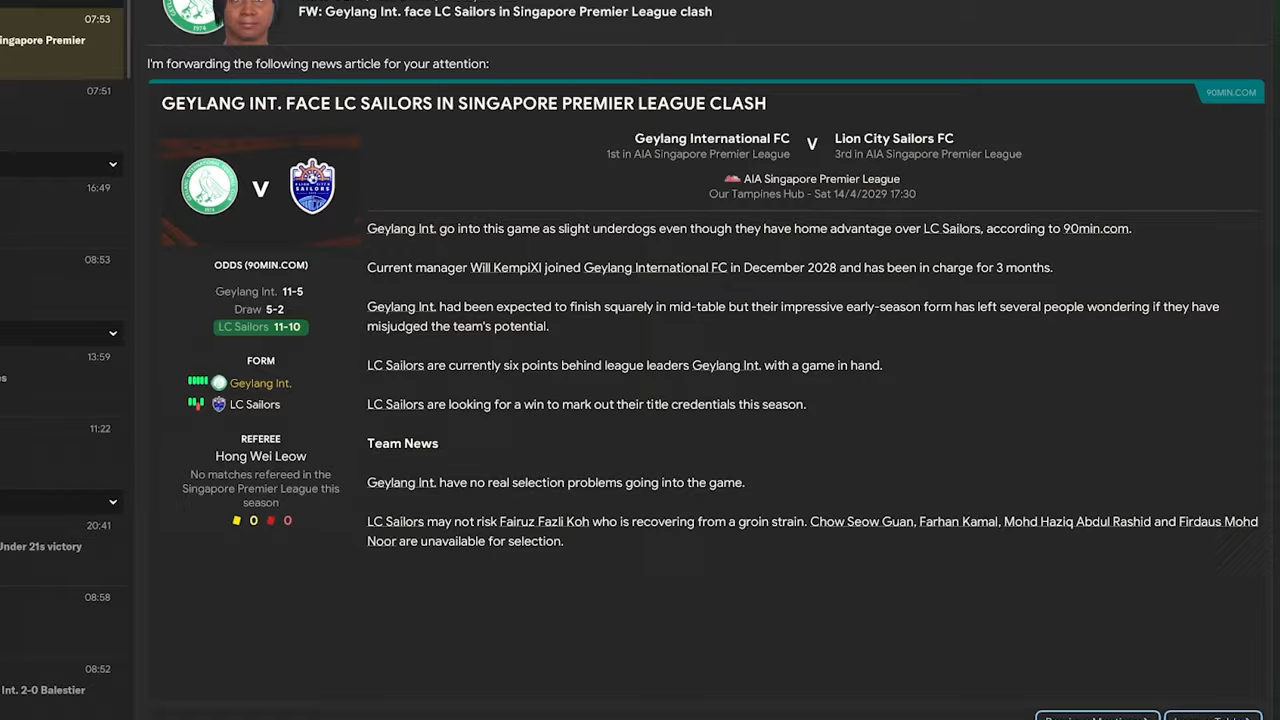 07:53
ingapore Premier
07:51
16:49
08:53
13:59
es
11:22
20:41
Under 21s victory
08:58
08:52
Int. 2-0 Balestier
FW: Geylang Int. face LC Sailors in Singapore Premier League clash
I'm forwarding the following news article for your attention:
90MIN.COM
GEYLANG INT. FACE LC SAILORS IN SINGAPORE PREMIER LEAGUE CLASH
V
Geylang International FC V Lion City Sailors FC
1st in AIA Singapore Premier League 3rd in AIA Singapore Premier League
AIA Singapore Premier League
Our Tampines Hub - Sat 14/4/2029 17:30
ODDS (90MIN.COM)
Geylang Int. 11-5
Draw 5-2
LC Sailors 11-10
FORM
Geylang Int.
LC Sailors
REFEREE
Hong Wei Leow
No matches refereed in the
Singapore Premier League this
season
0 0
Geylang Int. go into this game as slight underdogs even though they have home advantage over LC Sailors, according to 90min.com.
Current manager Will KempiXI joined Geylang International FC in December 2028 and has been in charge for 3 months.
Geylang Int. had been expected to finish squarely in mid-table but their impressive early-season form has left several people wondering if they have
misjudged the team's potential.
LC Sailors are currently six points behind league leaders Geylang Int. with a game in hand.
LC Sailors are looking for a win to mark out their title credentials this season.
Team News
Geylang Int. have no real selection problems going into the game.
LC Sailors may not risk Fairuz Fazli Koh who is recovering from a groin strain. Chow Seow Guan, Farhan Kamal, Mohd Haziq Abdul Rashid and Firdaus Mohd
Noor are unavailable for selection.